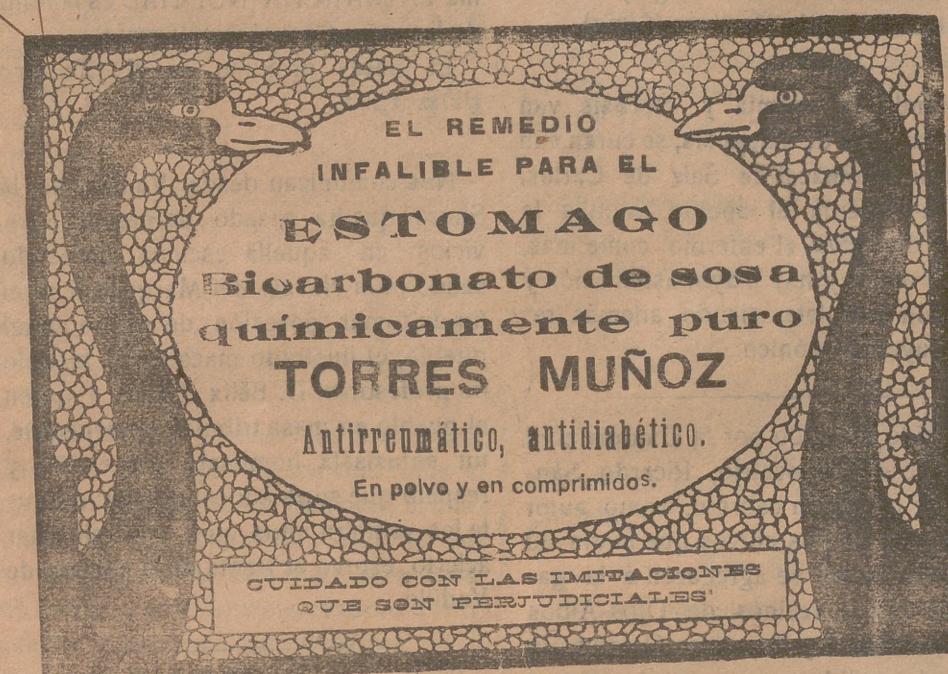 EL REMEDIO
INFALIBLE PARA EL
ESTOMAGO
Bicarbonato de sosa
químicamente puro
TORRES MUÑOZ
Antirreumático, antidiabético.
En polvo y en comprimidos.
CUIDADO CON LAS IMITACIONES
QUE SON PERJUDICIALES